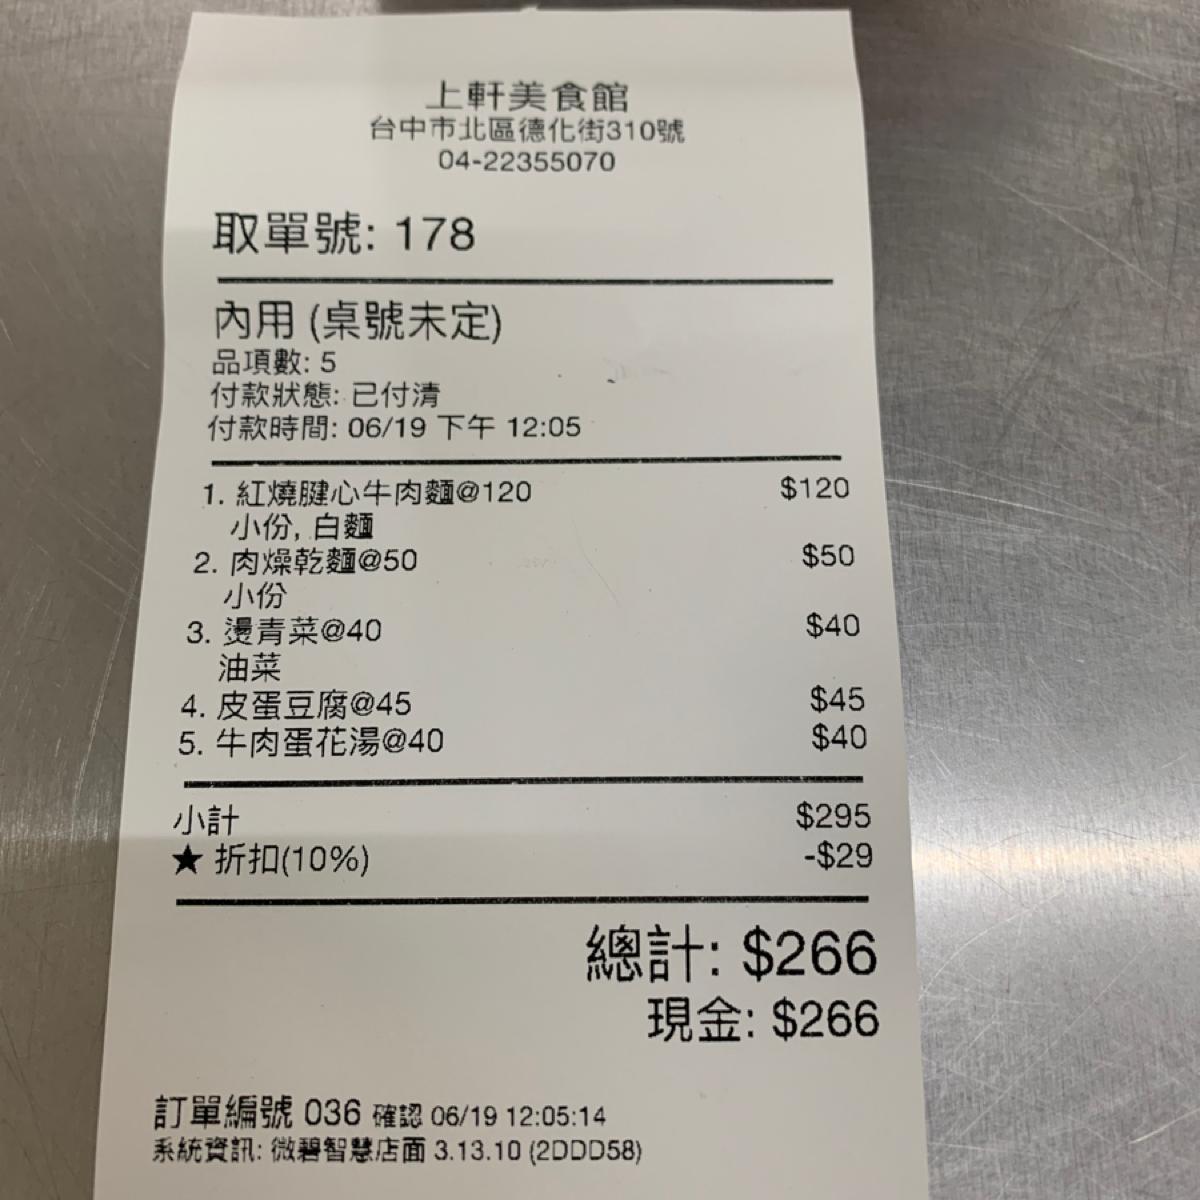 上軒美食館
台中市北區德化街310號
04-22355070
取單號: 178
內用 (桌號未定)
品項數: 5
付款狀態: 已付清
付款時間: 06/19 下午 12:05
1. 紅燒腱心牛肉麵@120 $120
小份, 白麵
2. 肉燥乾麵@50 $50
小份
3. 燙青菜@40 $40
油菜
4. 皮蛋豆腐@45 $45
5. 牛肉蛋花湯@40 $40
小計 $295
★ 折扣(10%) -$29
總計: $266
現金: $266
訂單編號 036 確認 06/19 12:05:14
系統資訊: 微碧智慧店面 3.13.10 (2DDD58)